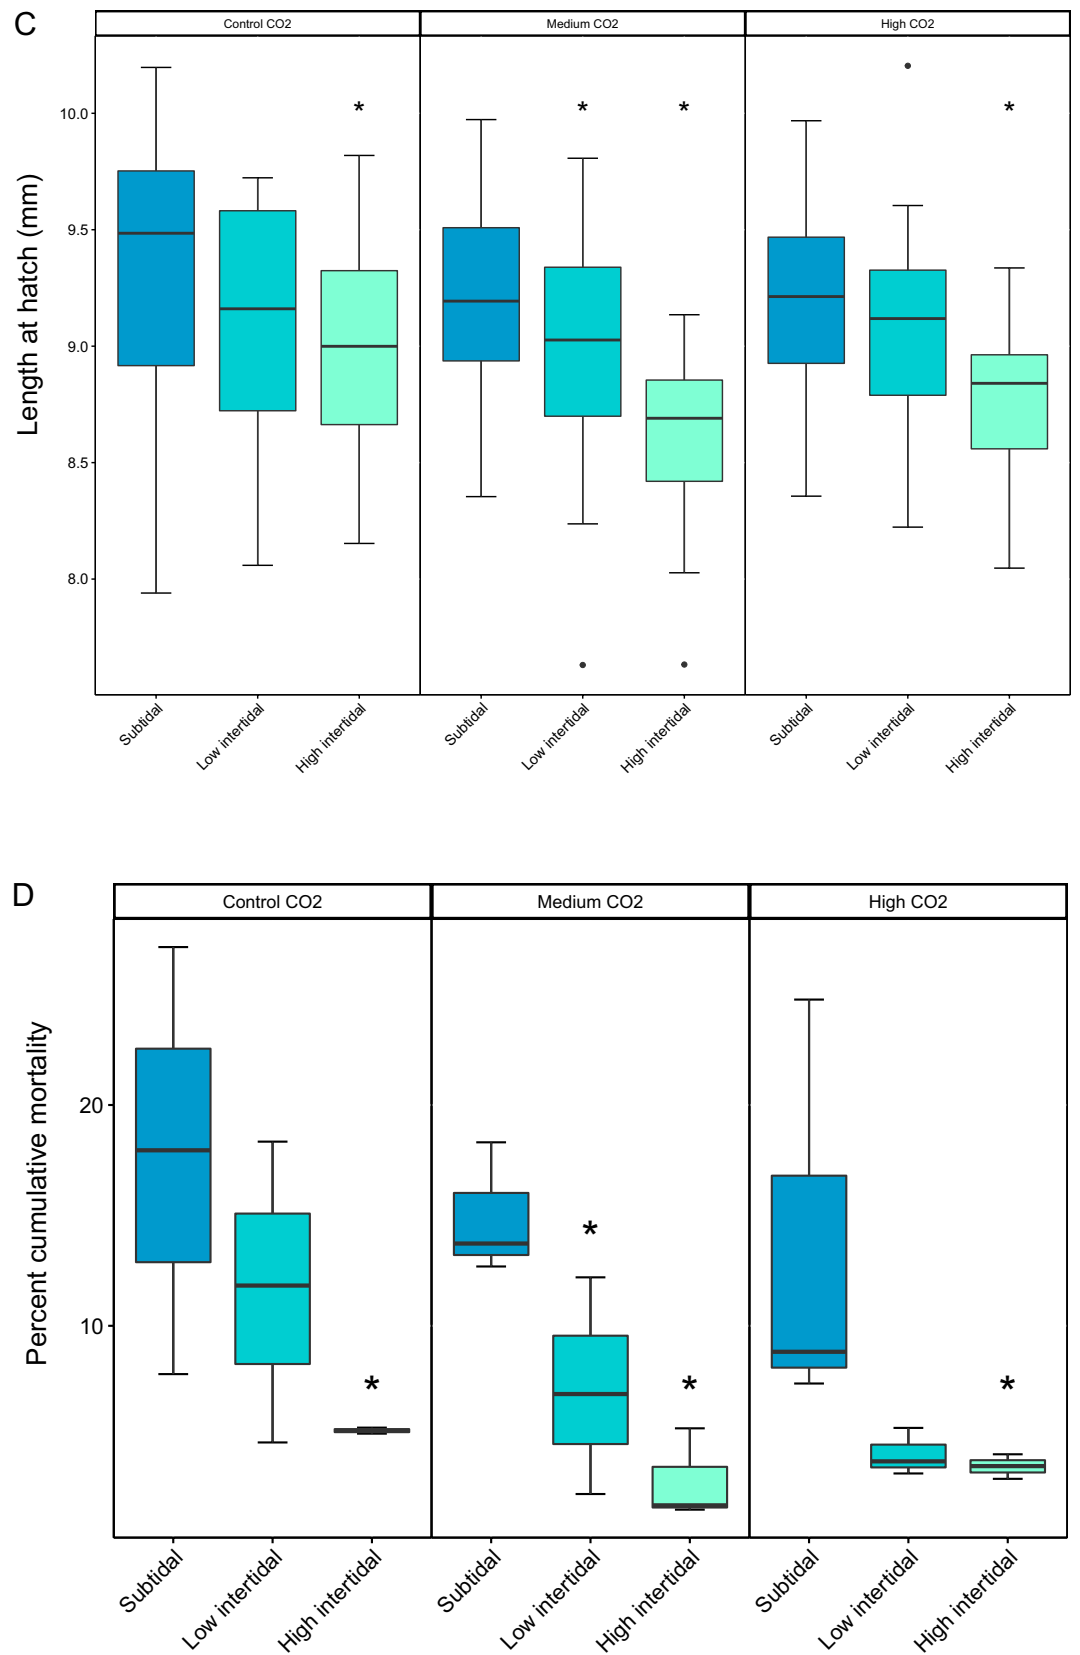 C
Control CO2 Medium CO2 High CO2
Length at hatch (mm)
* * * *
10.0
9.5
9.0
8.5
8.0
Subtidal Low intertidal High intertidal Subtidal Low intertidal High intertidal Subtidal Low intertidal High intertidal
D
Control CO2 Medium CO2 High CO2
Percent cumulative mortality
20
10
* * * *
Subtidal Low intertidal High intertidal Subtidal Low intertidal High intertidal Subtidal Low intertidal High intertidal